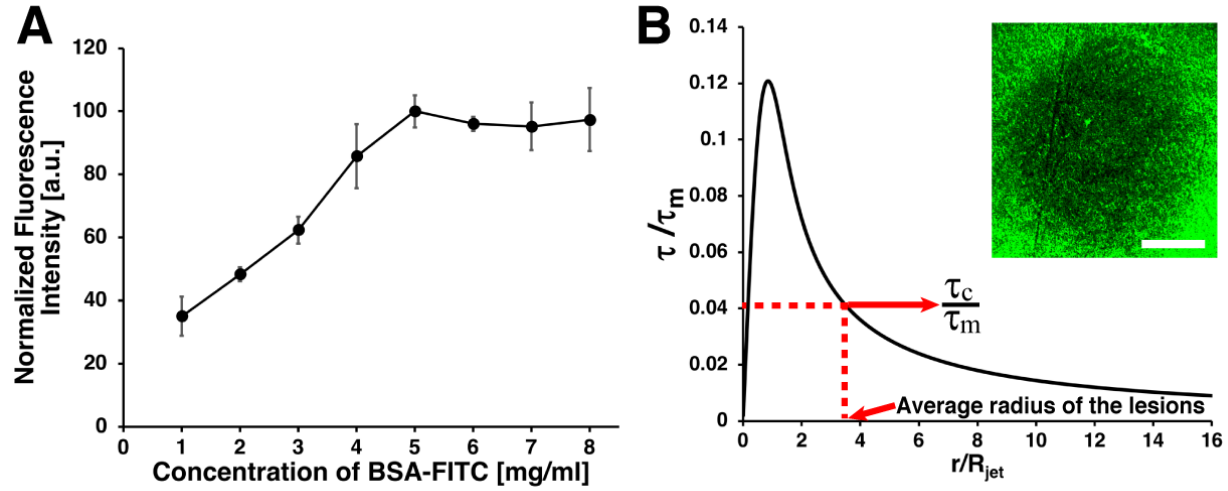 A
Normalized Fluorescence
Intensity [a.u.]
120
100
80
60
40
20
0
0 1 2 3 4 5 6 7 8
Concentration of BSA-FITC [mg/ml]
B
τ /τm
0.14
0.12
0.1
0.08
0.06
0.04
0.02
0
τc
τm
Average radius of the lesions
0 2 4 6 8 10 12 14 16
r/Rjet